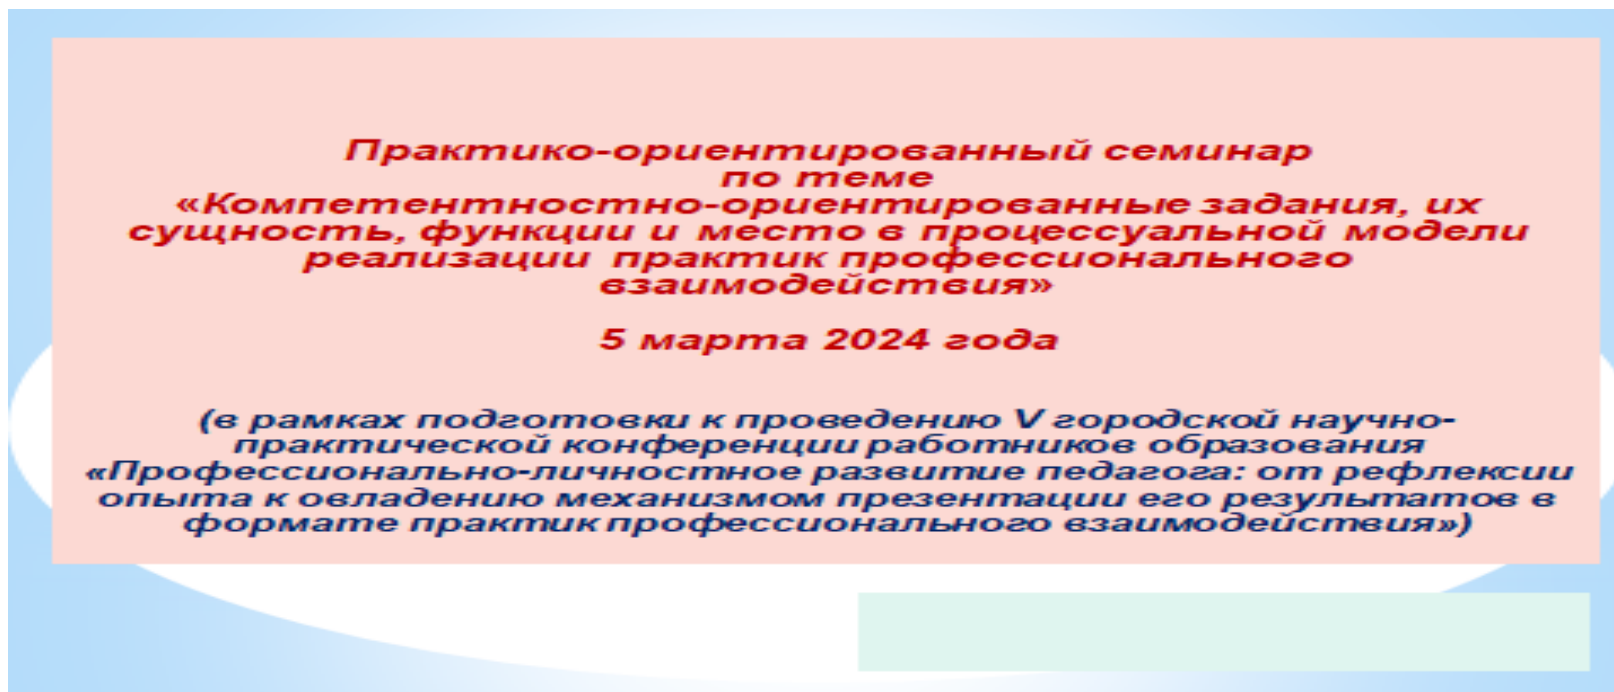 Практико-ориентированный семинар
по теме
«Компетентностно-ориентированные задания, их
сущность, функции и место в процессуальной модели
реализации практик профессионального
взаимодействия»
5 марта 2024 года
(в рамках подготовки к проведению V городской научно-
практической конференции работников образования
«Профессионально-личностное развитие педагога: от рефлексии
опыта к овладению механизмом презентации его результатов в
формате практик профессионального взаимодействия»)